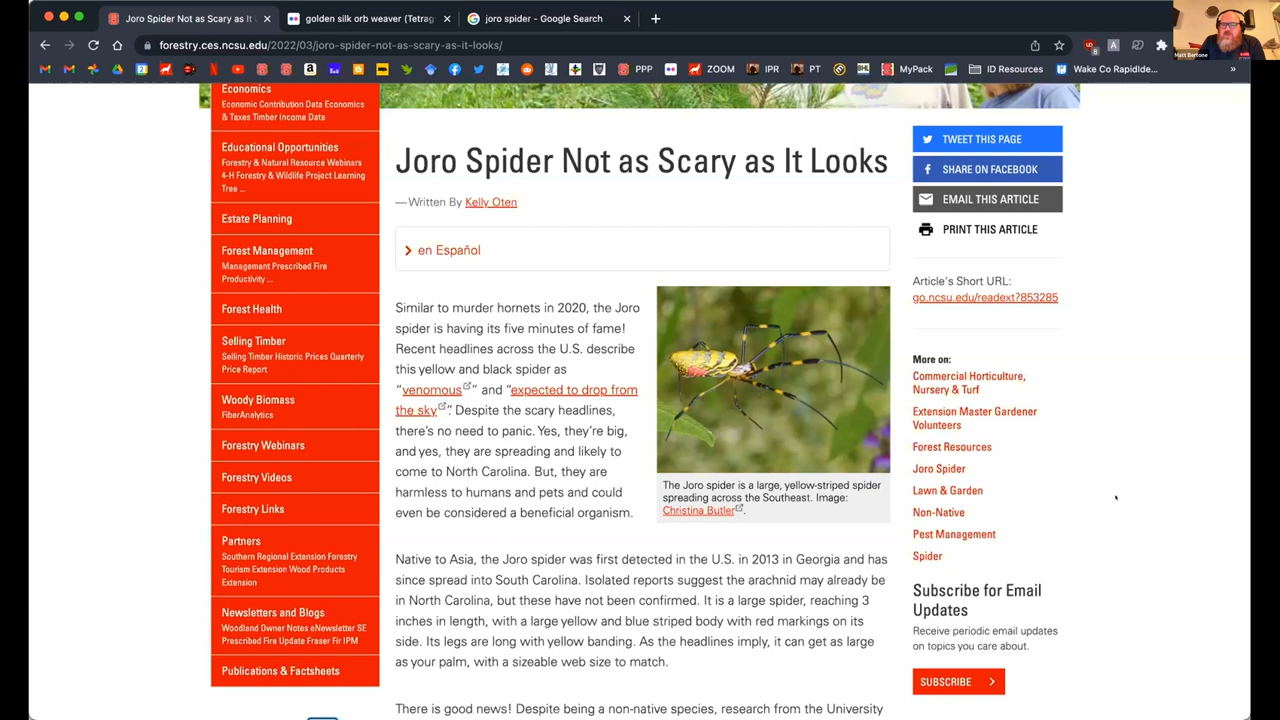 Joro Spider Not as Scary as It L
golden silk orb weaver (Tetrag
joro spider - Google Search
forestry.ces.ncsu.edu/2022/03/joro-spider-not-as-scary-as-it-looks/
PPP
ZOOM
IPR
PT
MyPack
ID Resources
Wake Co RapidIde...
Matt Bertone
Economics
Economic Contribution Data Economics
& Taxes Timber Income Data
Educational Opportunities
Forestry & Natural Resource Webinars
4-H Forestry & Wildlife Project Learning
Tree ...
Estate Planning
Forest Management
Management Prescribed Fire
Productivity ...
Forest Health
Selling Timber
Selling Timber Historic Prices Quarterly
Price Report
Woody Biomass
FiberAnalytics
Forestry Webinars
Forestry Videos
Forestry Links
Partners
Southern Regional Extension Forestry
Tourism Extension Wood Products
Extension
Newsletters and Blogs
Woodland Owner Notes eNewsletter SE
Prescribed Fire Update Fraser Fir IPM
Publications & Factsheets
Joro Spider Not as Scary as It Looks
— Written By Kelly Oten
en Español
Similar to murder hornets in 2020, the Joro
spider is having its five minutes of fame!
Recent headlines across the U.S. describe
this yellow and black spider as
“venomous” and “expected to drop from
the sky”. Despite the scary headlines,
there’s no need to panic. Yes, they’re big,
and yes, they are spreading and likely to
come to North Carolina. But, they are
harmless to humans and pets and could
even be considered a beneficial organism.
The Joro spider is a large, yellow-striped spider
spreading across the Southeast. Image:
Christina Butler.
Native to Asia, the Joro spider was first detected in the U.S. in 2013 in Georgia and has
since spread into South Carolina. Isolated reports suggest the arachnid may already be
in North Carolina, but these have not been confirmed. It is a large spider, reaching 3
inches in length, with a large yellow and blue striped body with red markings on its
side. Its legs are long with yellow banding. As the headlines imply, it can get as large
as your palm, with a sizeable web size to match.
There is good news! Despite being a non-native species, research from the University
TWEET THIS PAGE
SHARE ON FACEBOOK
EMAIL THIS ARTICLE
PRINT THIS ARTICLE
Article's Short URL:
go.ncsu.edu/readext?853285
More on:
Commercial Horticulture,
Nursery & Turf
Extension Master Gardener
Volunteers
Forest Resources
Joro Spider
Lawn & Garden
Non-Native
Pest Management
Spider
Subscribe for Email
Updates
Receive periodic email updates
on topics you care about.
SUBSCRIBE